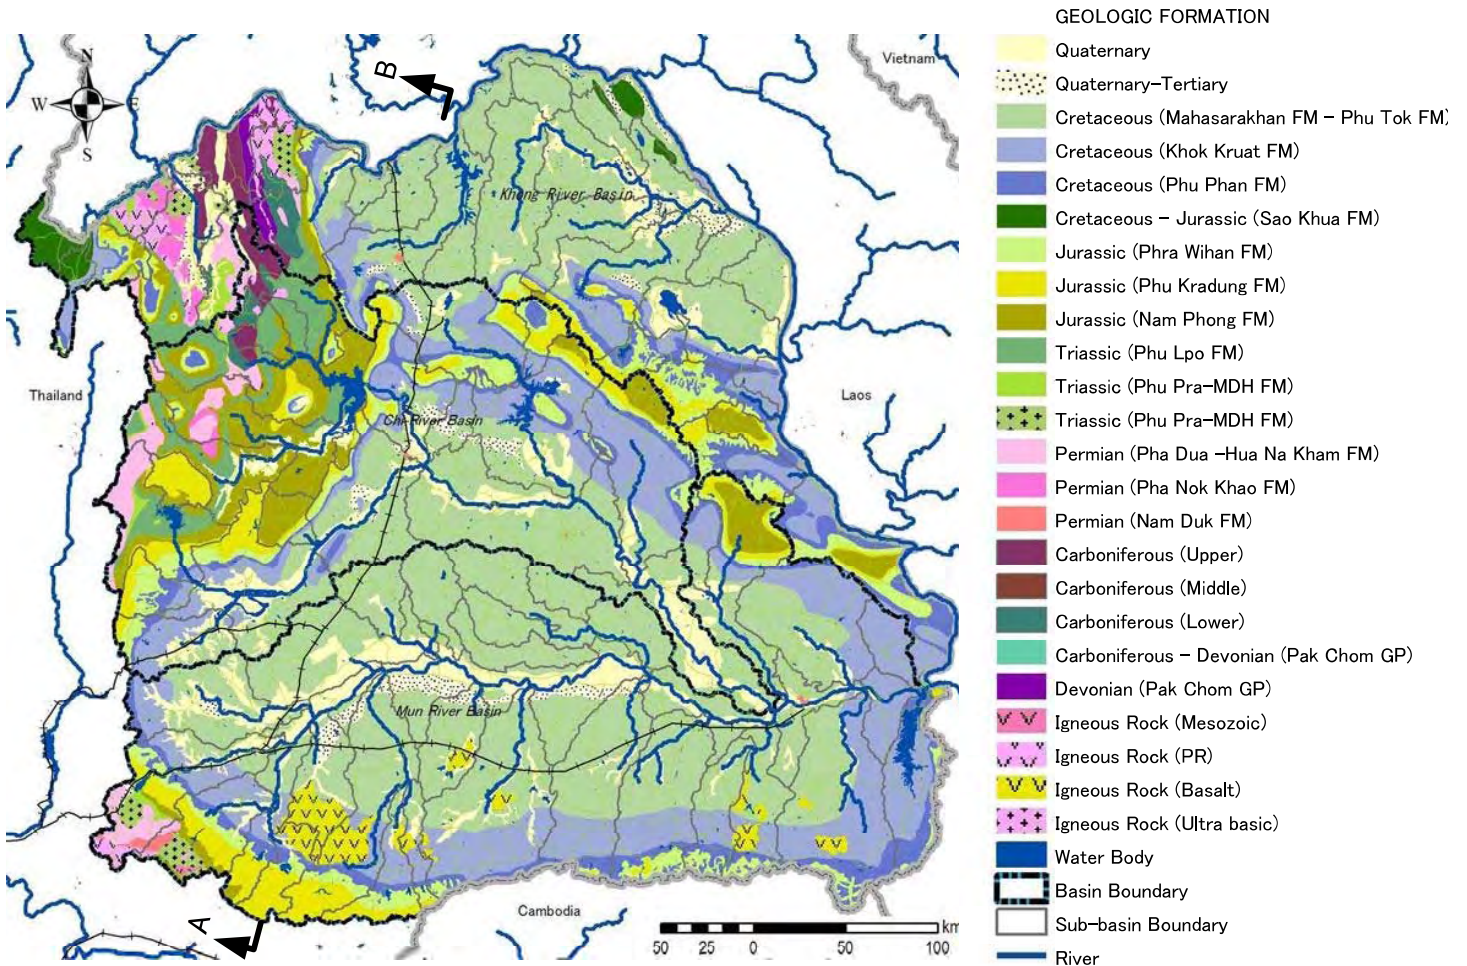 GEOLOGIC FORMATION
Quaternary
Quaternary-Tertiary
Cretaceous (Mahasarakhan FM - Phu Tok FM)
Cretaceous (Khok Kruat FM)
Cretaceous (Phu Phan FM)
Cretaceous - Jurassic (Sao Khua FM)
Jurassic (Phra Wihan FM)
Jurassic (Phu Kradung FM)
Jurassic (Nam Phong FM)
Triassic (Phu Lpo FM)
Triassic (Phu Pra-MDH FM)
Triassic (Phu Pra-MDH FM)
Permian (Pha Dua -Hua Na Kham FM)
Permian (Pha Nok Khao FM)
Permian (Nam Duk FM)
Carboniferous (Upper)
Carboniferous (Middle)
Carboniferous (Lower)
Carboniferous - Devonian (Pak Chom GP)
Devonian (Pak Chom GP)
Igneous Rock (Mesozoic)
Igneous Rock (PR)
Igneous Rock (Basalt)
Igneous Rock (Ultra basic)
Water Body
Basin Boundary
Sub-basin Boundary
River
N
W E
S
B
Vietnam
Khong River Basin
Thailand
Laos
Chi River Basin
Mun River Basin
A
Cambodia
km
50 25 0 50 100